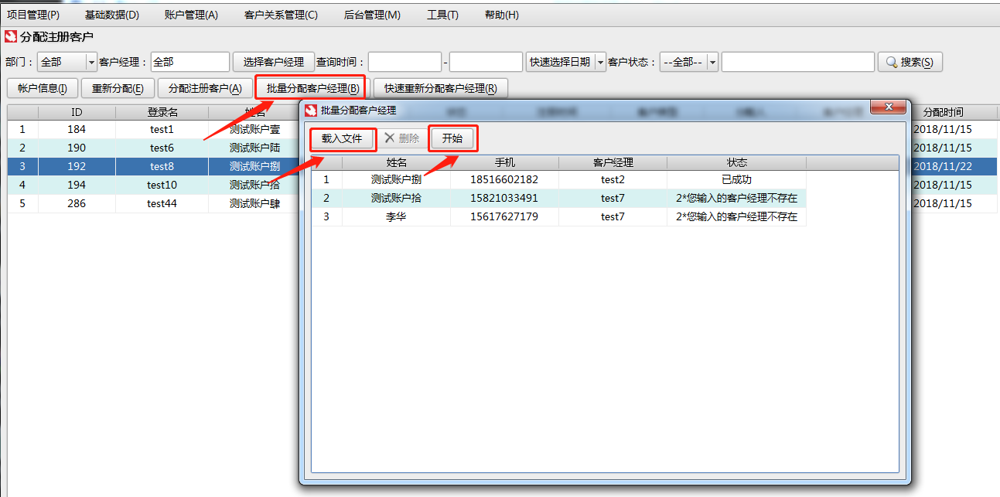 项目管理(P) 基础数据(D) 账户管理(A) 客户关系管理(C) 后台管理(M) 工具(T) 帮助(H)
分配注册客户
部门： 全部 客户经理： 全部 选择客户经理 查询时间： - 快速选择日期 客户状态： --全部-- 搜索(S)
帐户信息(I) 重新分配(E) 分配注册客户(A) 批量分配客户经理(B) 快速重新分配客户经理(R)
ID 登录名 姓名 分配时间
1 184 test1 测试账户壹 2018/11/15
2 190 test6 测试账户陆 2018/11/15
3 192 test8 测试账户捌 2018/11/22
4 194 test10 测试账户拾 2018/11/15
5 286 test44 测试账户肆 2018/11/15
批量分配客户经理
载入文件 删除 开始
姓名 手机 客户经理 状态
1 测试账户捌 18516602182 test2 已成功
2 测试账户拾 15821033491 test7 2*您输入的客户经理不存在
3 李华 15617627179 test7 2*您输入的客户经理不存在